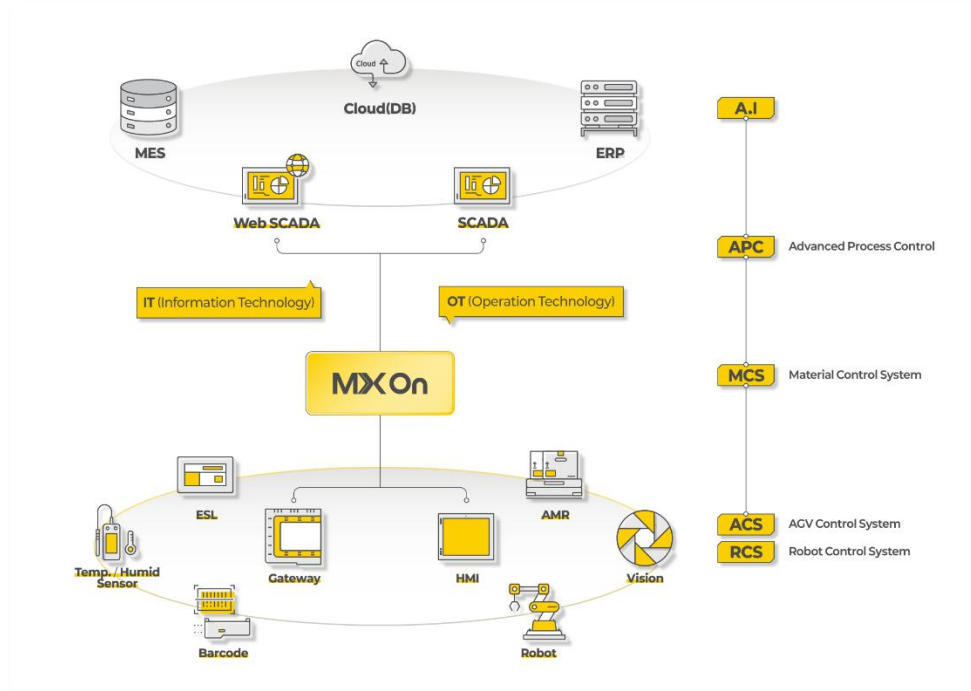 Cloud
Cloud(DB)
MES
ERP
A.I
Web SCADA
SCADA
APC Advanced Process Control
IT (Information Technology)
OT (Operation Technology)
MX On
MCS Material Control System
ESL
AMR
ACS AGV Control System
RCS Robot Control System
Temp. / Humid
Sensor
Gateway
HMI
Vision
Barcode
Robot